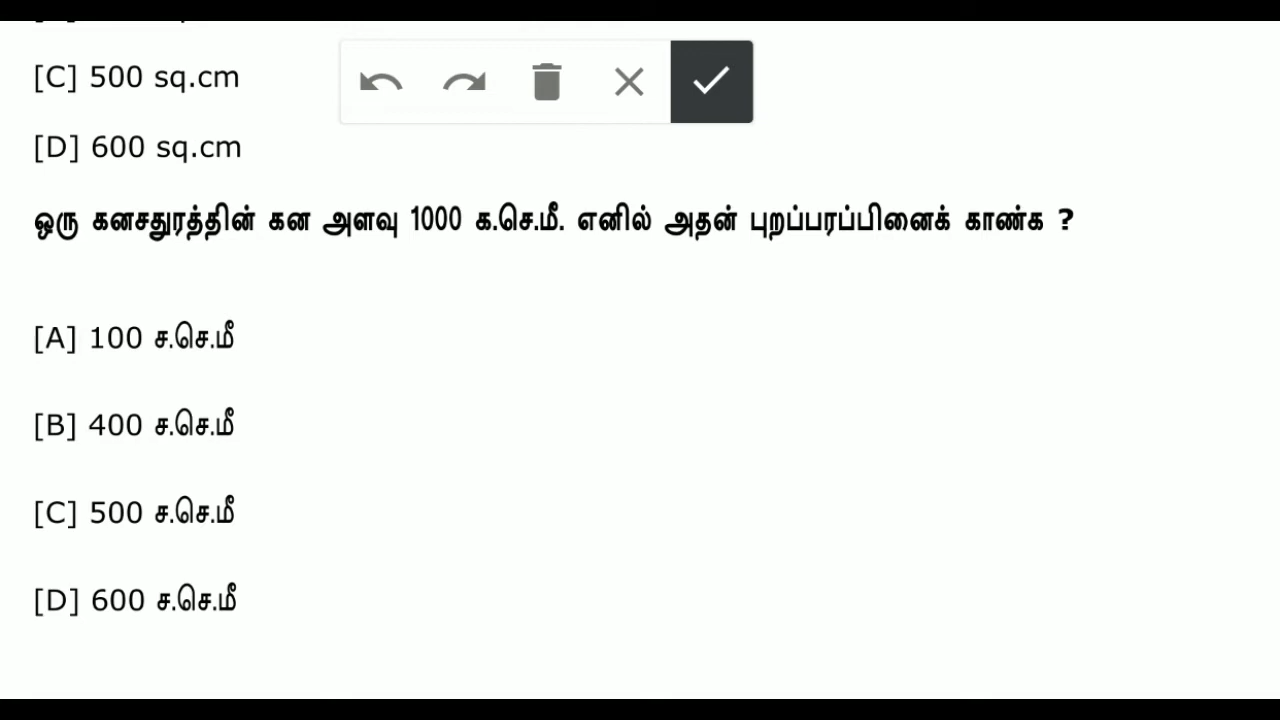 [C] 500 sq.cm
[D] 600 sq.cm
ஒரு கனசதுரத்தின் கன அளவு 1000 க.செ.மீ. எனில் அதன் புறப்பரப்பினைக் காண்க ?
[A] 100 ச.செ.மீ
[B] 400 ச.செ.மீ
[C] 500 ச.செ.மீ
[D] 600 ச.செ.மீ